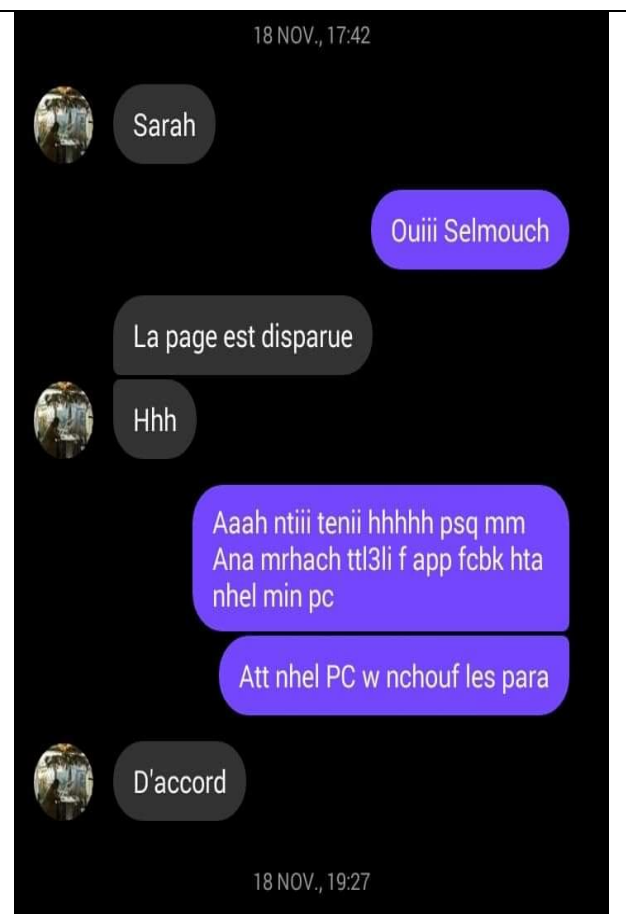 18 NOV., 17:42
Sarah
Ouiii Selmouch
La page est disparue
Hhh
Aaah ntiii tenii hhhhh psq mm
Ana mrhach ttl3li f app fcbk hta
nhel min pc
Att nhel PC w nchouf les para
D'accord
18 NOV., 19:27